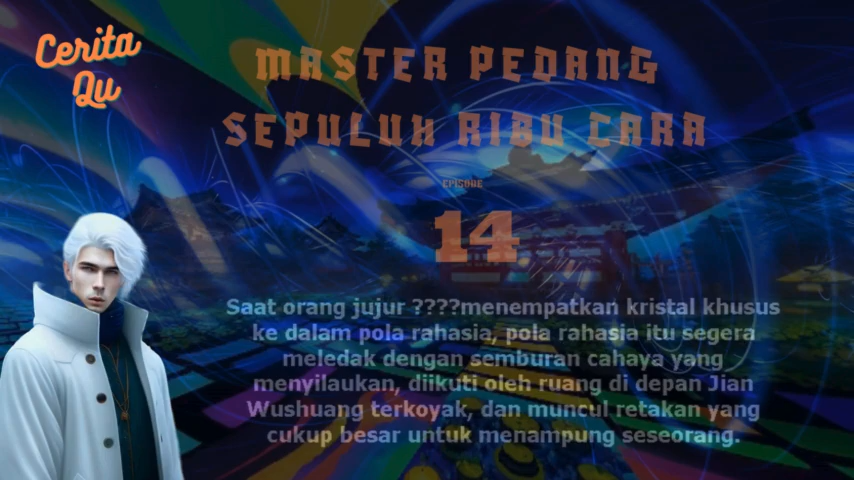 Cerita
Qu
MASTER PEDANG
SEPULUH RIBU CARA
EPISODE
14
Saat orang jujur ????menempatkan kristal khusus
ke dalam pola rahasia, pola rahasia itu segera
meledak dengan semburan cahaya yang
menyilaukan, diikuti oleh ruang di depan Jian
Wushuang terkoyak, dan muncul retakan yang
cukup besar untuk menampung seseorang.